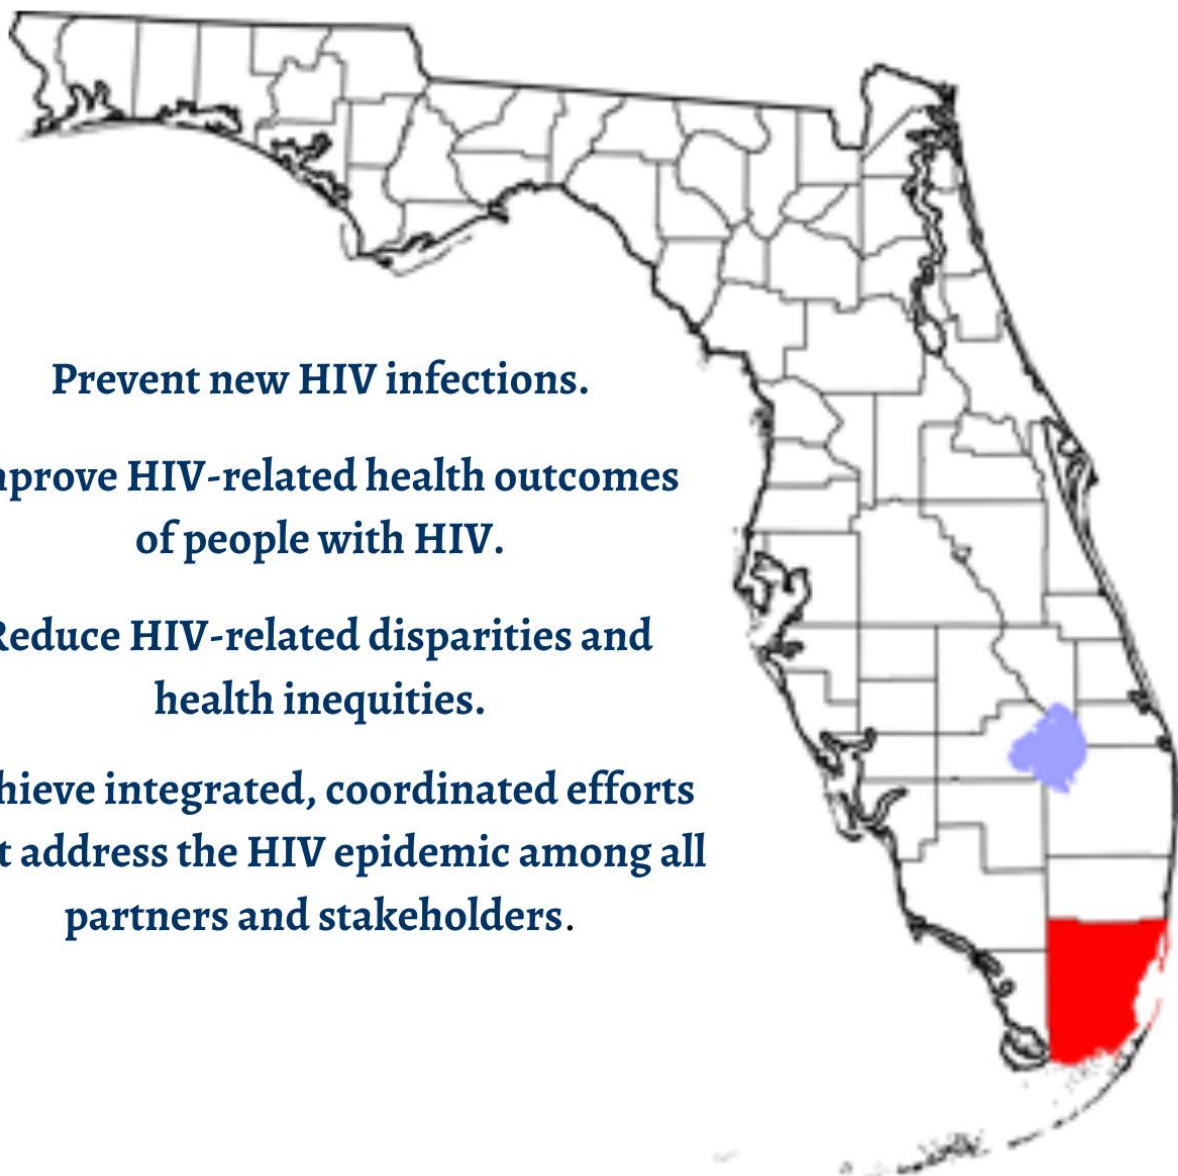 Prevent new HIV infections.
mprove HIV-related health outcomes
of people with HIV.
Reduce HIV-related disparities and
health inequities.
hieve integrated, coordinated efforts
t address the HIV epidemic among all
partners and stakeholders.